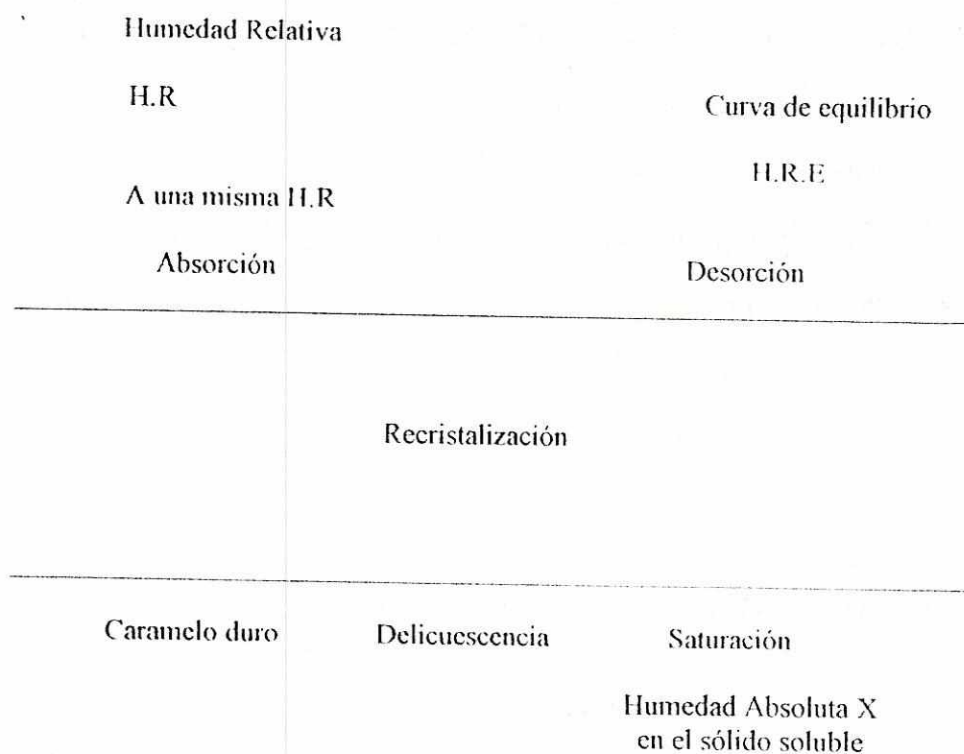 Humedad Relativa
H.R
Curva de equilibrio
H.R.E
A una misma H.R
Absorción
Desorción
Recristalización
Caramelo duro
Delicuescencia
Saturación
Humedad Absoluta X
en el sólido soluble